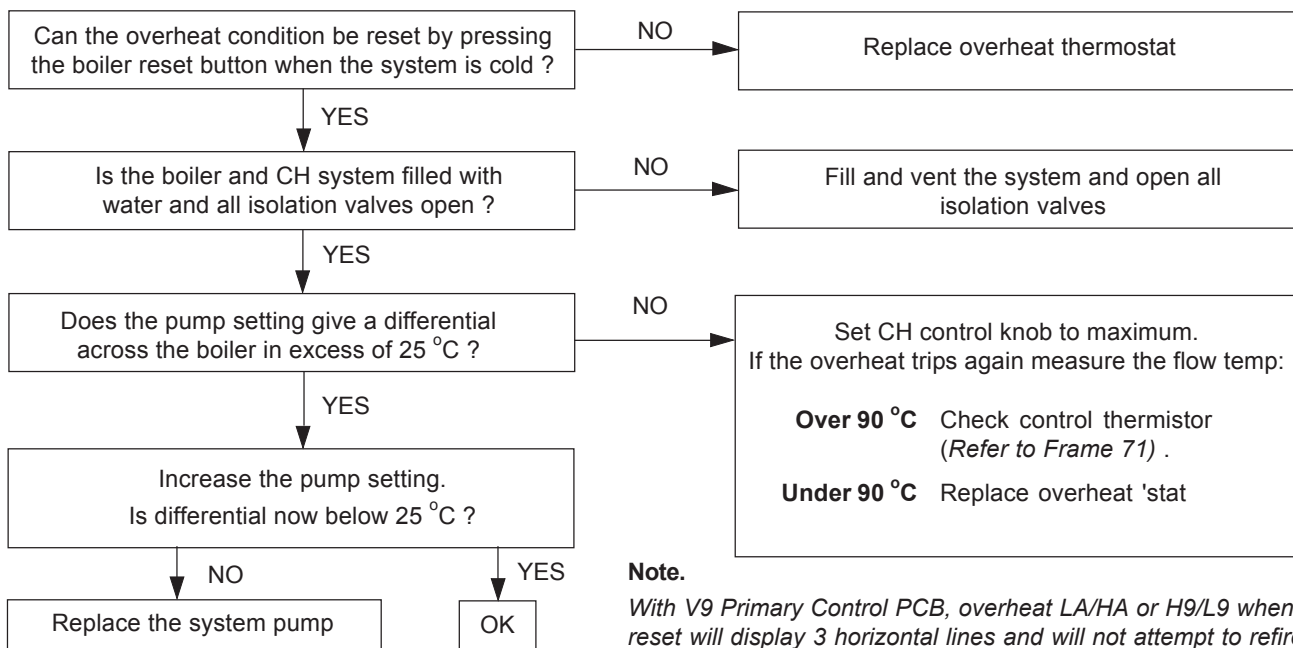 Can the overheat condition be reset by pressing
the boiler reset button when the system is cold ?
NO
Replace overheat thermostat
YES
Is the boiler and CH system filled with
water and all isolation valves open ?
NO
Fill and vent the system and open all
isolation valves
YES
Does the pump setting give a differential
across the boiler in excess of 25 °C ?
NO
Set CH control knob to maximum.
If the overheat trips again measure the flow temp:
Over 90 °C Check control thermistor
(Refer to Frame 71) .
Under 90 °C Replace overheat 'stat
YES
Increase the pump setting.
Is differential now below 25 °C ?
NO
YES
Replace the system pump
OK
Note.
With V9 Primary Control PCB, overheat LA/HA or H9/L9 when
reset will display 3 horizontal lines and will not attempt to refire